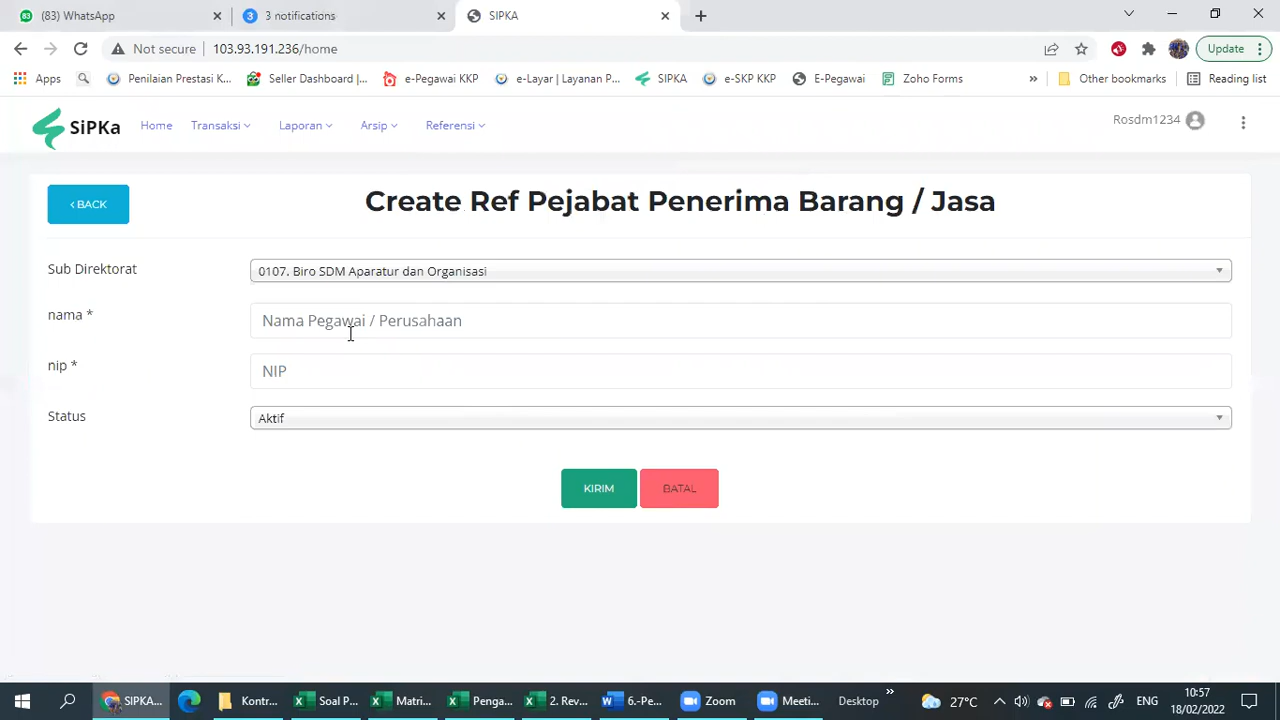 (83) WhatsApp
3 notifications
SIPKA
Not secure
103.93.191.236/home
Update
Apps
Penilaian Prestasi K...
Seller Dashboard |...
e-Pegawai KKP
e-Layar | Layanan P...
SIPKA
e-SKP KKP
E-Pegawai
Zoho Forms
»
Other bookmarks
Reading list
SiPKa
Home
Transaksi
Laporan
Arsip
Referensi
Rosdm1234
‹ BACK
Create Ref Pejabat Penerima Barang / Jasa
Sub Direktorat
0107. Biro SDM Aparatur dan Organisasi
nama *
Nama Pegawai / Perusahaan
nip *
NIP
Status
Aktif
KIRIM
BATAL
SIPKA...
Kontr...
Soal P...
Matri...
Penga...
2. Rev...
6.-Pe...
Zoom
Meeti...
Desktop
»
27°C
ENG
10:57
18/02/2022